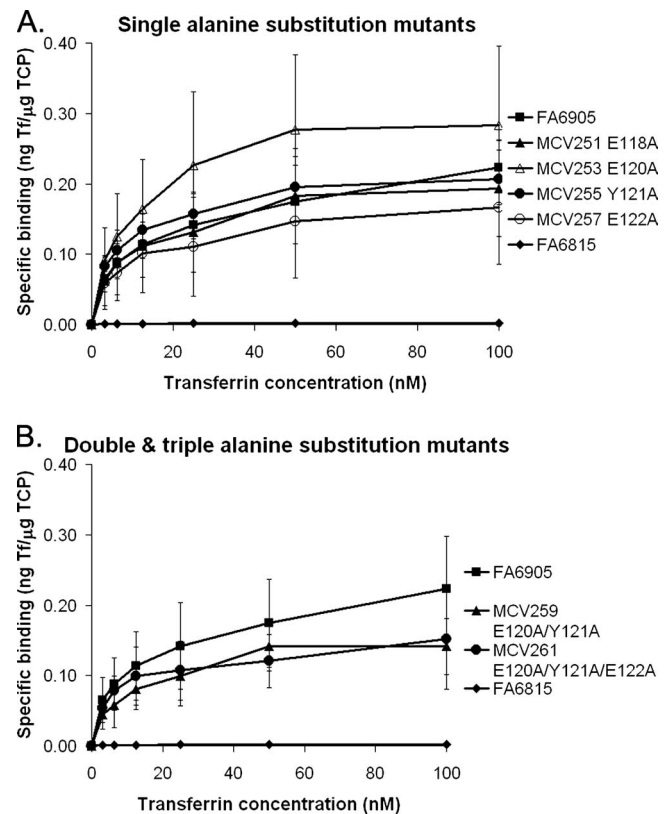 A.
Single alanine substitution mutants
Specific binding (ng Tf/µg TCP)
0.40
0.30
0.20
0.10
0.00
0 20 40 60 80 100
Transferrin concentration (nM)
FA6905
MCV251 E118A
MCV253 E120A
MCV255 Y121A
MCV257 E122A
FA6815
B.
Double & triple alanine substitution mutants
Specific binding (ng Tf/µg TCP)
0.40
0.30
0.20
0.10
0.00
0 20 40 60 80 100
Transferrin concentration (nM)
FA6905
MCV259
E120A/Y121A
MCV261
E120A/Y121A/E122A
FA6815